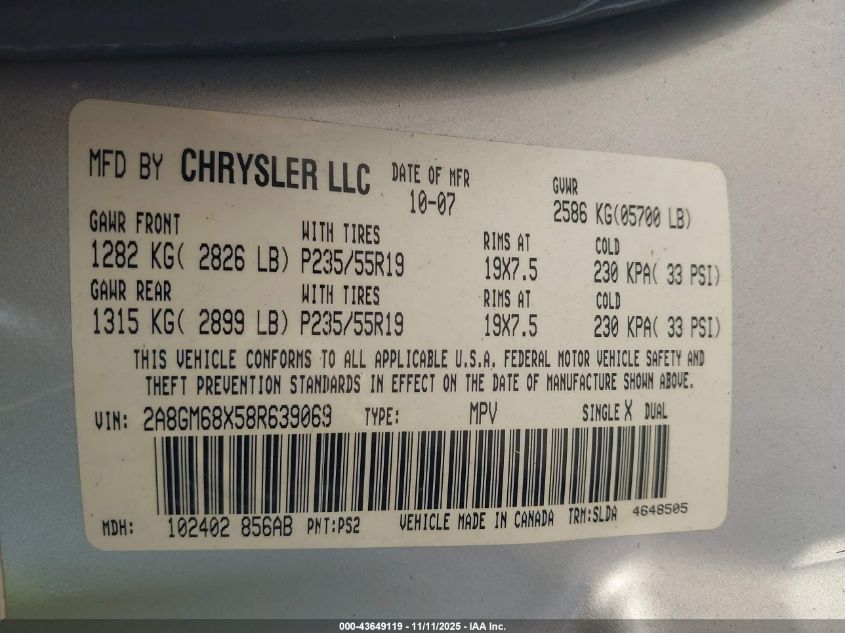 MFD BY CHRYSLER LLC DATE OF MFR GVWR
10-07 2586 KG(05700 LB)
GAWR FRONT WITH TIRES RIMS AT COLD
1282 KG( 2826 LB) P235/55R19 19X7.5 230 KPA( 33 PSI)
GAWR REAR WITH TIRES RIMS AT COLD
1315 KG( 2899 LB) P235/55R19 19X7.5 230 KPA( 33 PSI)
THIS VEHICLE CONFORMS TO ALL APPLICABLE U.S.A. FEDERAL MOTOR VEHICLE SAFETY AND
THEFT PREVENTION STANDARDS IN EFFECT ON THE DATE OF MANUFACTURE SHOWN ABOVE.
VIN: 2A8GM68X58R639069 TYPE: MPV SINGLE X DUAL
MDH: 102402 856AB PNT:PS2 VEHICLE MADE IN CANADA TRM:SLDA 4648505
000-43649119 - 11/11/2025 - IAA Inc.